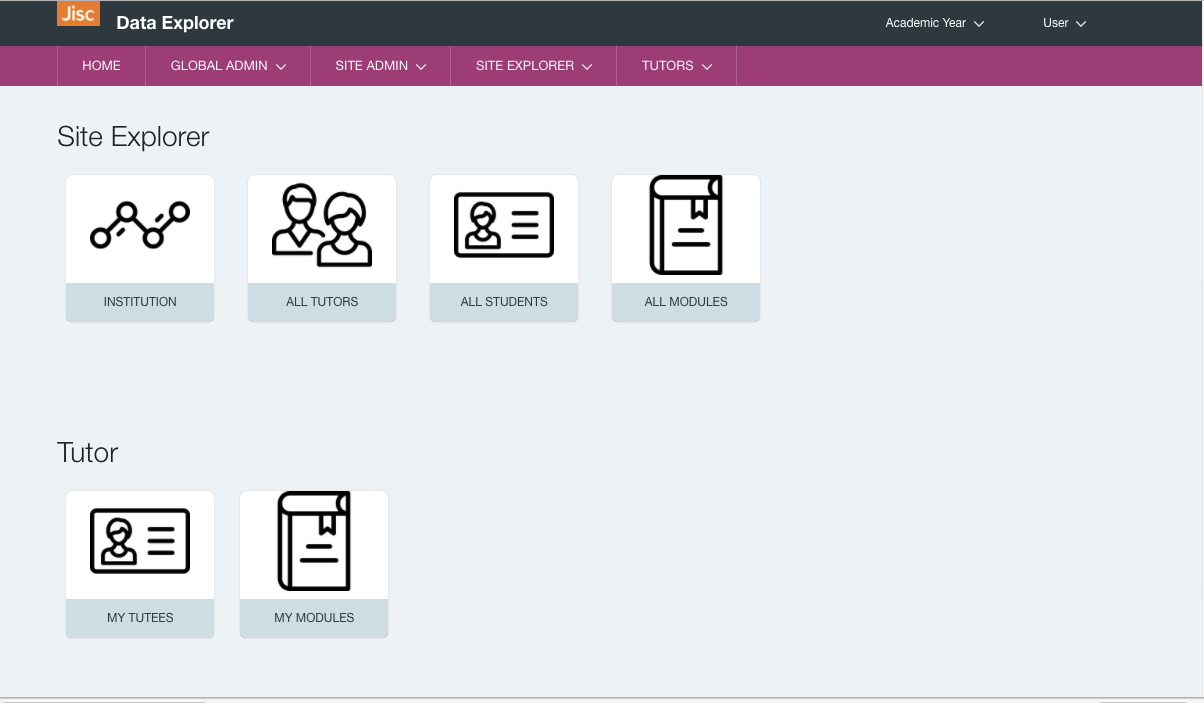 Jisc
Data Explorer
Academic Year
User
HOME
GLOBAL ADMIN
SITE ADMIN
SITE EXPLORER
TUTORS
Site Explorer
INSTITUTION
ALL TUTORS
ALL STUDENTS
ALL MODULES
Tutor
MY TUTEES
MY MODULES